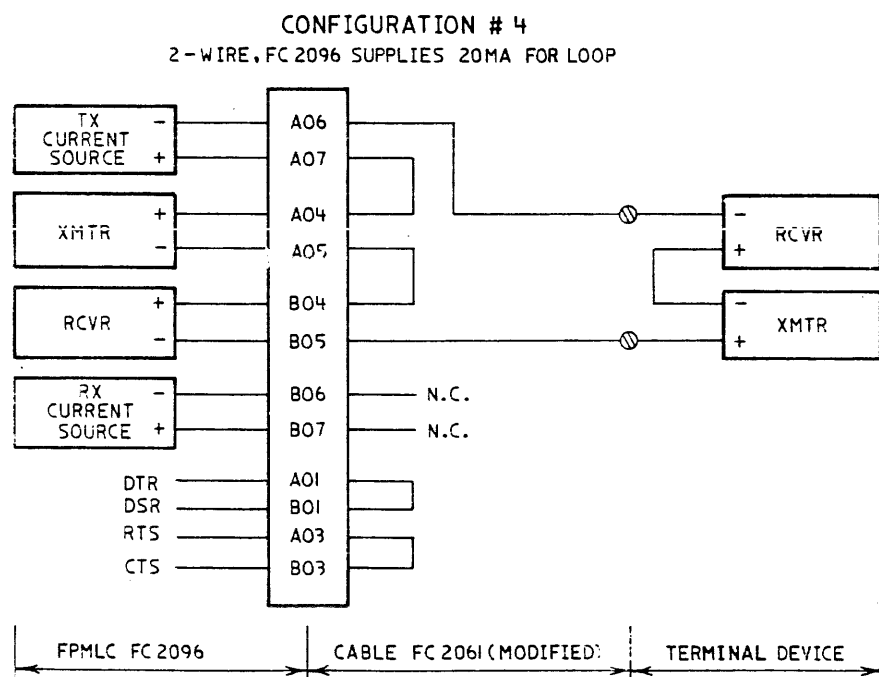 CONFIGURATION # 4
2-WIRE, FC 2096 SUPPLIES 20MA FOR LOOP
TX
CURRENT
SOURCE
-
+
A06
A07
XMTR
+
-
A04
A05
RCVR
+
-
B04
B05
RX
CURRENT
SOURCE
-
+
B06
B07
N.C.
N.C.
DTR
DSR
RTS
CTS
A01
B01
A03
B03
-
+
RCVR
-
+
XMTR
FPMLC FC 2096
CABLE FC 2061 (MODIFIED)
TERMINAL DEVICE